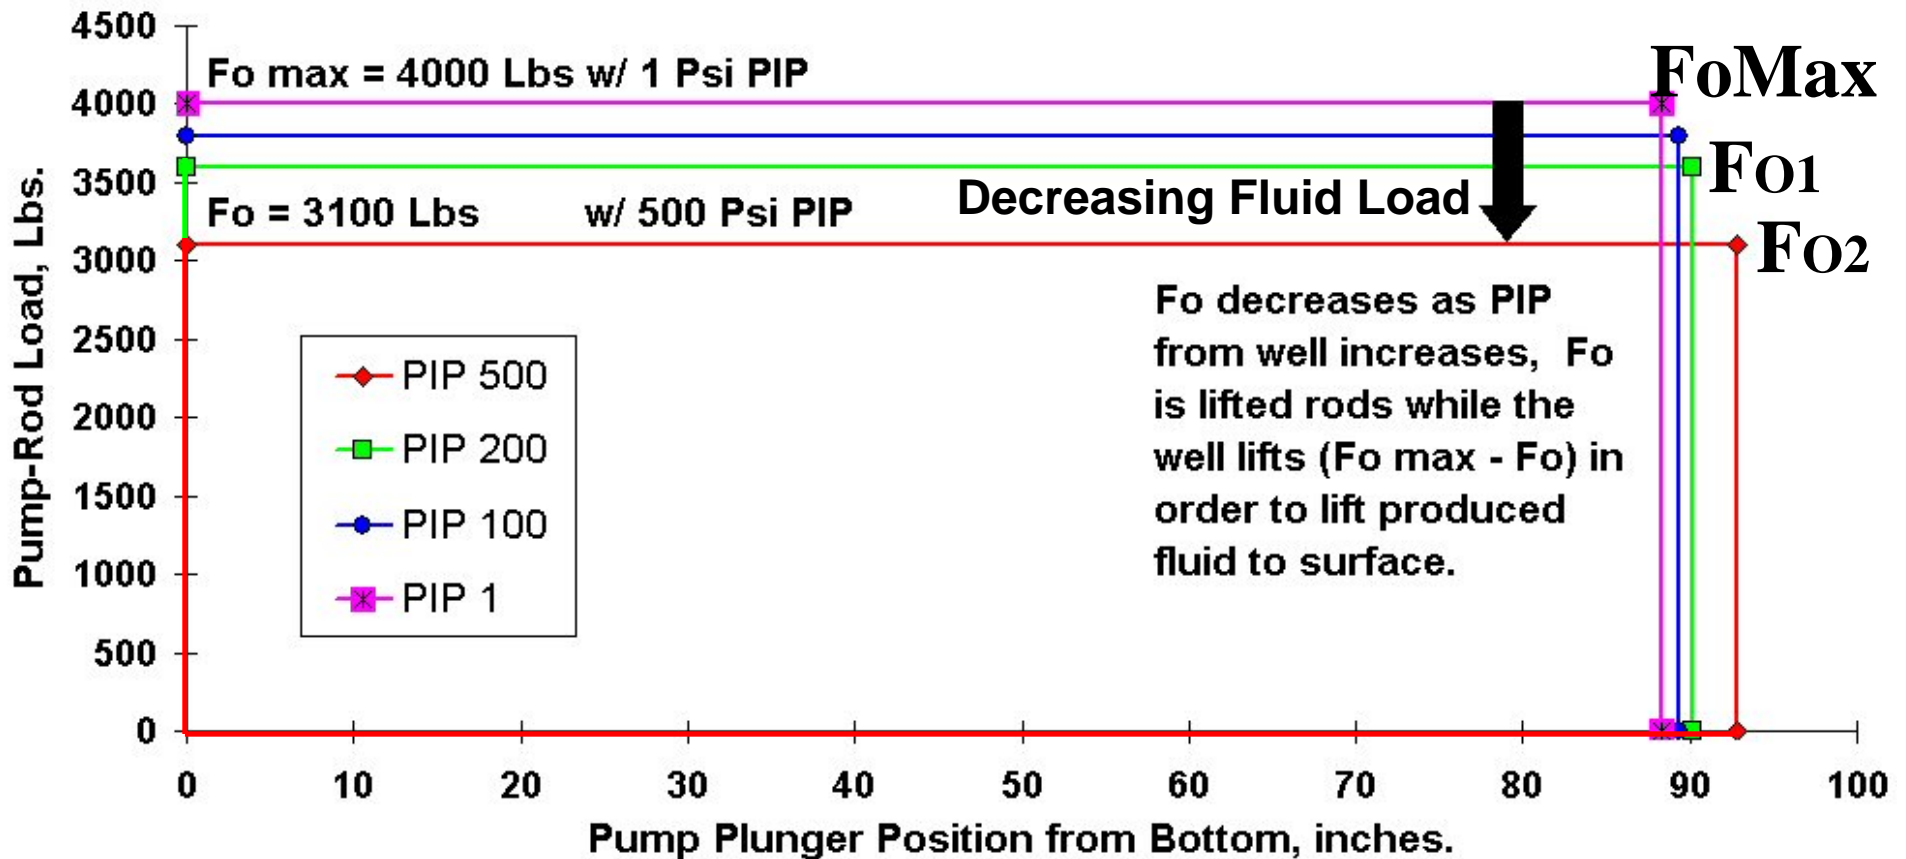 4500
4000
3500
3000
2500
2000
1500
1000
500
0
Pump-Rod Load, Lbs.
Fo max = 4000 Lbs w/ 1 Psi PIP
FoMax
FO1
Decreasing Fluid Load
Fo = 3100 Lbs w/ 500 Psi PIP
FO2
Fo decreases as PIP
from well increases, Fo
is lifted rods while the
well lifts (Fo max - Fo) in
order to lift produced
fluid to surface.
PIP 500
PIP 200
PIP 100
PIP 1
0 10 20 30 40 50 60 70 80 90 100
Pump Plunger Position from Bottom, inches.